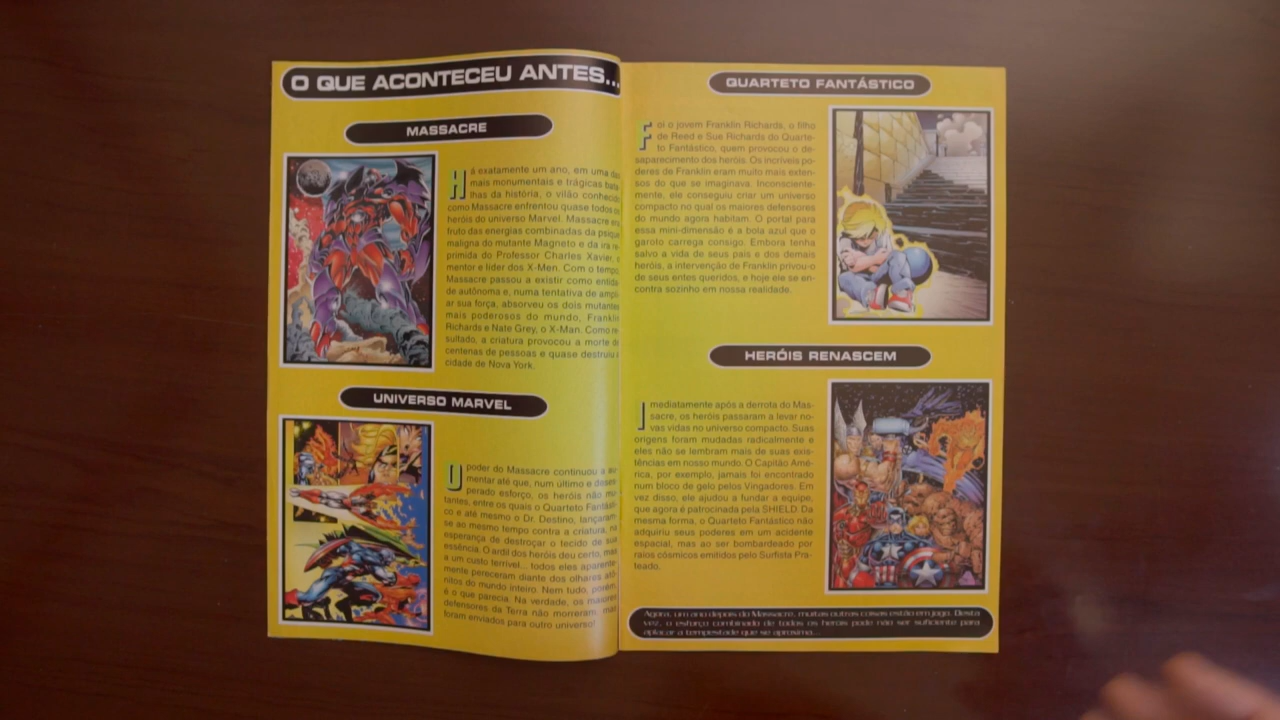 O QUE ACONTECEU ANTES...
MASSACRE
Há exatamente um ano, em uma das
mais monumentais e trágicas bata-
lhas da história, o vilão conhecido
como Massacre enfrentou quase todos os
heróis do universo Marvel. Massacre era
fruto das energias combinadas da psique
maligna do mutante Magneto e da ira re-
primida do Professor Charles Xavier, o
mentor e líder dos X-Men. Com o tempo,
Massacre passou a existir como entida-
de autônoma e, numa tentativa de ampli-
ar sua força, absorveu os dois mutantes
mais poderosos do mundo, Franklin
Richards e Nate Grey, o X-Man. Como re-
sultado, a criatura provocou a morte de
centenas de pessoas e quase destruiu a
cidade de Nova York.
UNIVERSO MARVEL
O poder do Massacre continuou a au-
mentar até que, num último e deses-
perado esforço, os heróis não mu-
tantes, entre os quais o Quarteto Fantásti-
co e até mesmo o Dr. Destino, lançaram-
se ao mesmo tempo contra a criatura, na
esperança de destroçar o tecido de sua
essência. O ardil dos heróis deu certo, mas
a um custo terrível... todos eles aparente-
mente pereceram diante dos olhares atô-
nitos do mundo inteiro. Nem tudo, porém,
é o que parecia. Na verdade, os maiores
defensores da Terra não morreram, mas
foram enviados para outro universo!
QUARTETO FANTÁSTICO
Foi o jovem Franklin Richards, o filho
de Reed e Sue Richards do Quarte-
to Fantástico, quem provocou o de-
saparecimento dos heróis. Os incríveis po-
deres de Franklin eram muito mais exten-
sos do que se imaginava. Inconsciente-
mente, ele conseguiu criar um universo
compacto no qual os maiores defensores
do mundo agora habitam. O portal para
essa mini-dimensão é a bola azul que o
garoto carrega consigo. Embora tenha
salvo a vida de seus pais e dos demais
heróis, a intervenção de Franklin privou-o
de seus entes queridos, e hoje ele se en-
contra sozinho em nossa realidade.
HERÓIS RENASCEM
Imediatamente após a derrota do Mas-
sacre, os heróis passaram a levar no-
vas vidas no universo compacto. Suas
origens foram mudadas radicalmente e
eles não se lembram mais de suas exis-
tências em nosso mundo. O Capitão Amé-
rica, por exemplo, jamais foi encontrado
num bloco de gelo pelos Vingadores. Em
vez disso, ele ajudou a fundar a equipe,
que agora é patrocinada pela SHIELD. Da
mesma forma, o Quarteto Fantástico não
adquiriu seus poderes em um acidente
espacial, mas ao ser bombardeado por
raios cósmicos emitidos pelo Surfista Pra-
teado.
Agora, um ano depois do Massacre, muitas outras coisas estão em jogo. Desta
vez, o esforço combinado de todos os heróis pode não ser suficiente para
aplacar a tempestade que se aproxima...